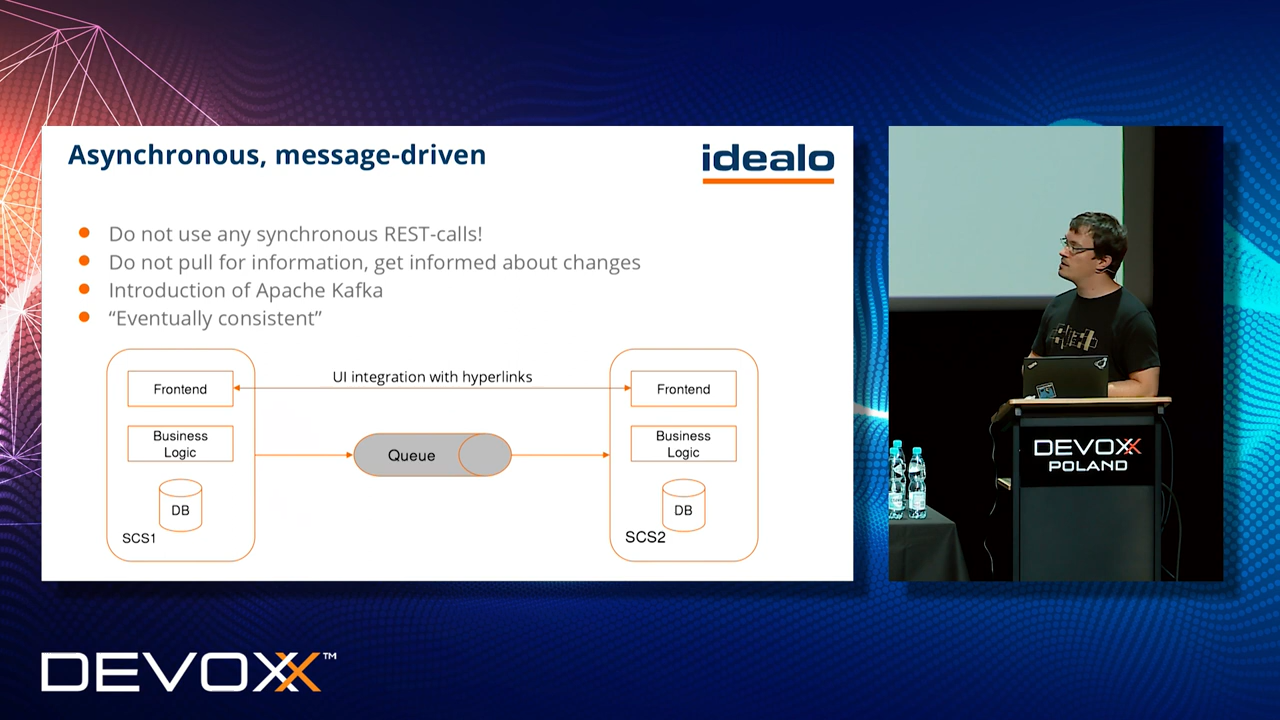 Asynchronous, message-driven
idealo
Do not use any synchronous REST-calls!
Do not pull for information, get informed about changes
Introduction of Apache Kafka
“Eventually consistent”
UI integration with hyperlinks
Frontend
Business
Logic
DB
SCS1
Queue
Frontend
Business
Logic
DB
SCS2
DEVOXX
POLAND
DEVOXX™